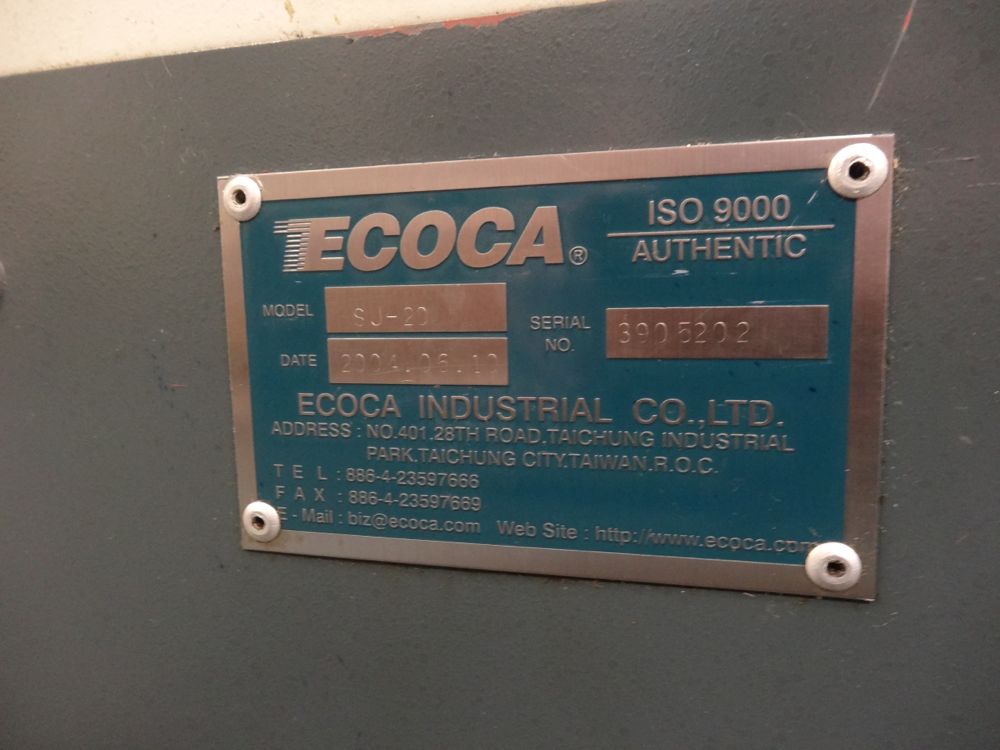 ECOCA®
ISO 9000
AUTHENTIC
MODEL SJ-20
SERIAL NO. 3905202
DATE 2004.06.10
ECOCA INDUSTRIAL CO.,LTD.
ADDRESS : NO.401.28TH ROAD.TAICHUNG INDUSTRIAL
PARK.TAICHUNG CITY.TAIWAN.R.O.C.
TEL : 886-4-23597666
FAX : 886-4-23597669
E-Mail : biz@ecoca.com Web Site : http://www.ecoca.com